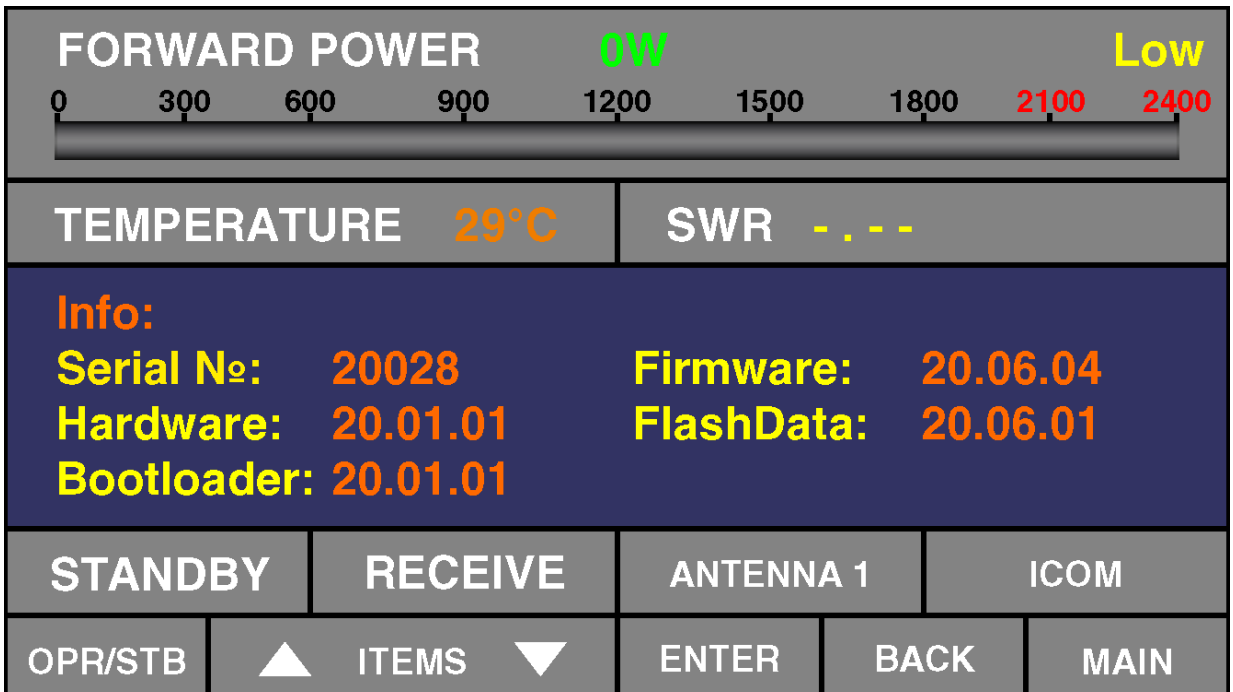 FORWARD POWER 0W Low
0 300 600 900 1200 1500 1800 2100 2400
TEMPERATURE 29°C SWR -.--
Info:
Serial №: 20028 Firmware: 20.06.04
Hardware: 20.01.01 FlashData: 20.06.01
Bootloader: 20.01.01
STANDBY RECEIVE ANTENNA 1 ICOM
OPR/STB ▲ ITEMS ▼ ENTER BACK MAIN